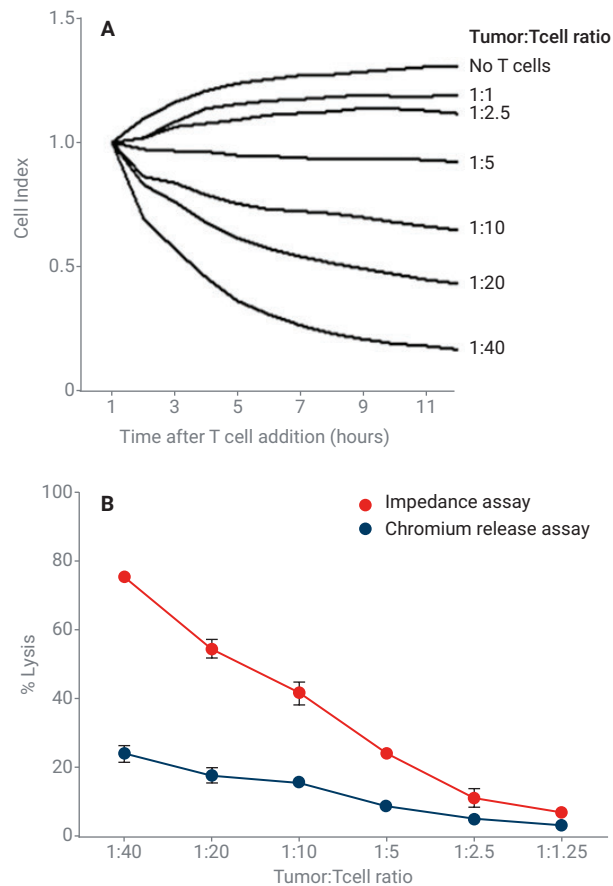 A
Tumor:Tcell ratio
1.5
1.0
0.5
0
Cell Index
No T cells
1:1
1:2.5
1:5
1:10
1:20
1:40
1 3 5 7 9 11
Time after T cell addition (hours)
B
Impedance assay
Chromium release assay
100
80
60
40
20
0
% Lysis
1:40 1:20 1:10 1:5 1:2.5 1:1.25
Tumor:Tcell ratio